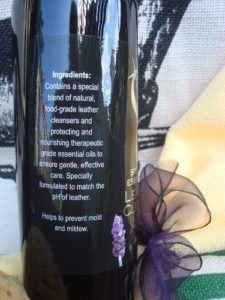 Ingredients:
Contains a special
blend of natural,
food-grade leather
cleansers and
protecting and
nourishing therapeutic
grade essential oils to
ensure gentle, effective
care. Specially
formulated to match the
pH of leather.
Helps to prevent mold
and mildew.